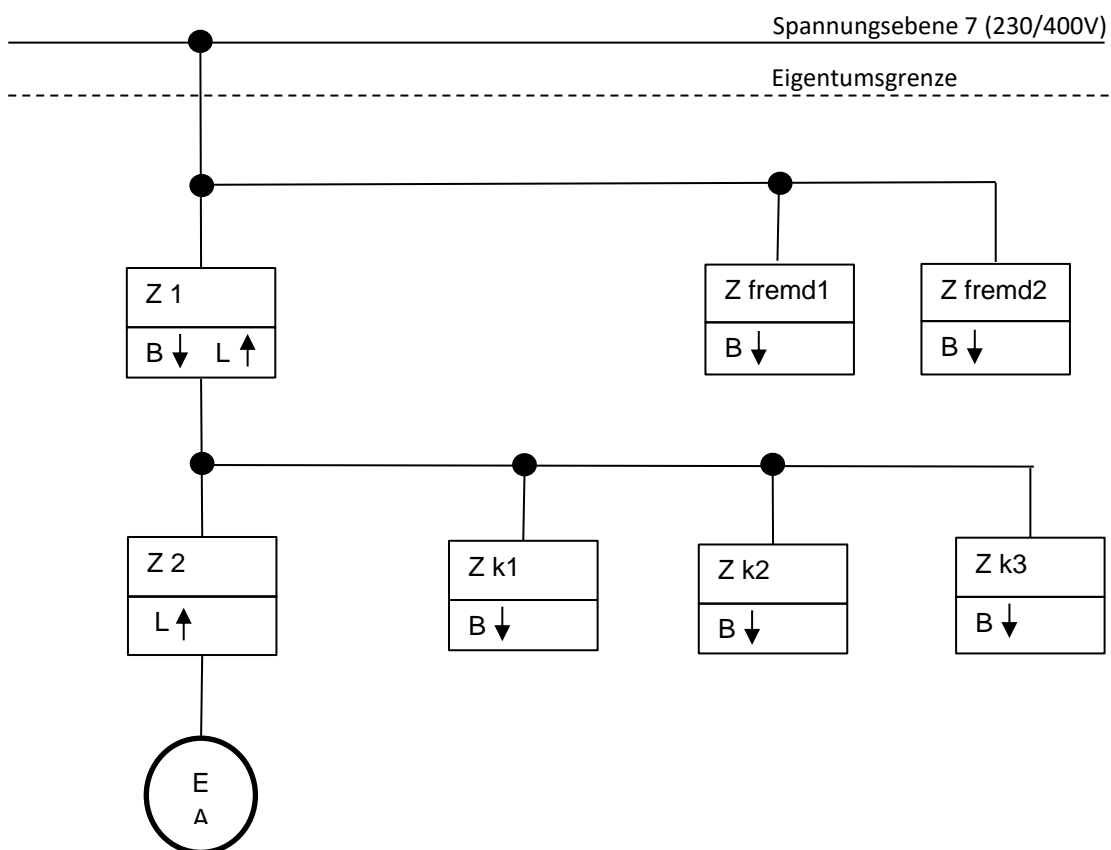 Spannungsebene 7 (230/400V)
Eigentumsgrenze
Z 1
B ↓ L ↑
Z fremd1
B ↓
Z fremd2
B ↓
Z 2
L ↑
Z k1
B ↓
Z k2
B ↓
Z k3
B ↓
E
A